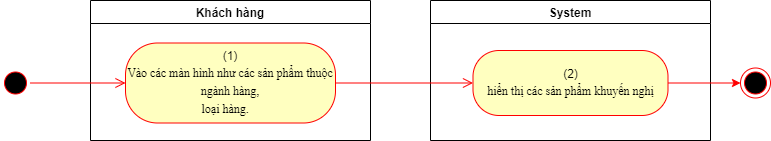 Khách hàng
System
(1)
Vào các màn hình như các sản phẩm thuộc
ngành hàng,
loại hàng.
(2)
hiển thị các sản phẩm khuyến nghị